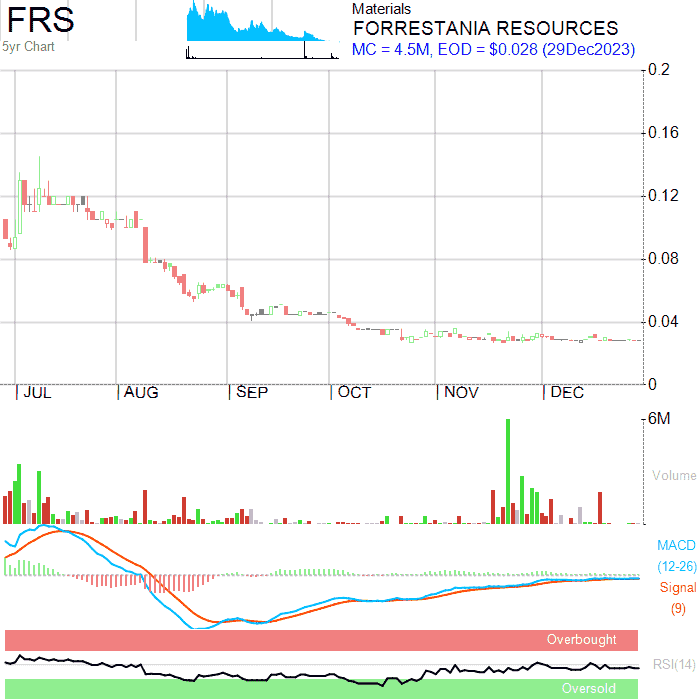 FRS
5yr Chart
Materials
FORRESTANIA RESOURCES
MC = 4.5M, EOD = $0.028 (29Dec2023)
0.2
0.16
0.12
0.08
0.04
0
JUL AUG SEP OCT NOV DEC
6M
Volume
MACD
(12-26)
Signal
(9)
Overbought
RSI(14)
Oversold